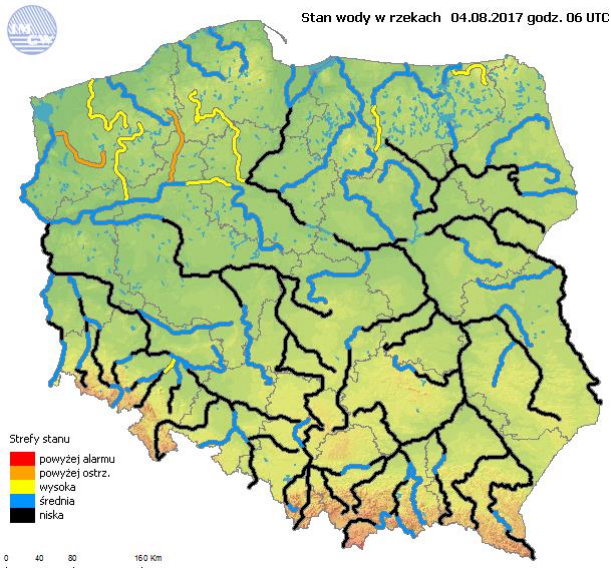 Stan wody w rzekach 04.08.2017 godz. 06 UTC
Strefy stanu
powyżej alarmu
powyżej ostrz.
wysoka
średnia
niska
0 40 80 160 Km